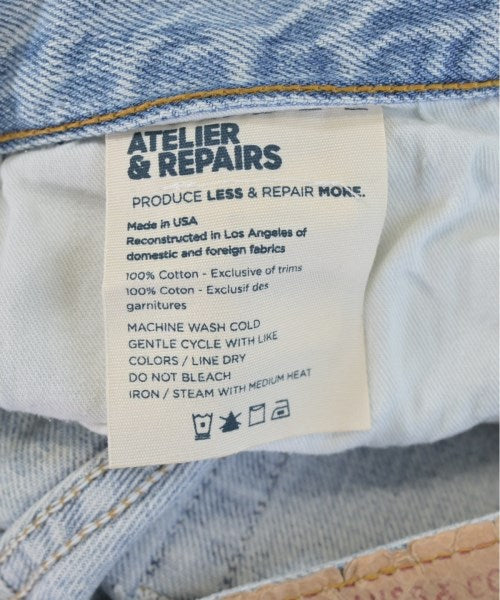 ATELIER
& REPAIRS
PRODUCE LESS & REPAIR MORE.
Made in USA
Reconstructed in Los Angeles of
domestic and foreign fabrics
100% Cotton - Exclusive of trims
100% Coton - Exclusif des
garnitures
MACHINE WASH COLD
GENTLE CYCLE WITH LIKE
COLORS / LINE DRY
DO NOT BLEACH
IRON / STEAM WITH MEDIUM HEAT